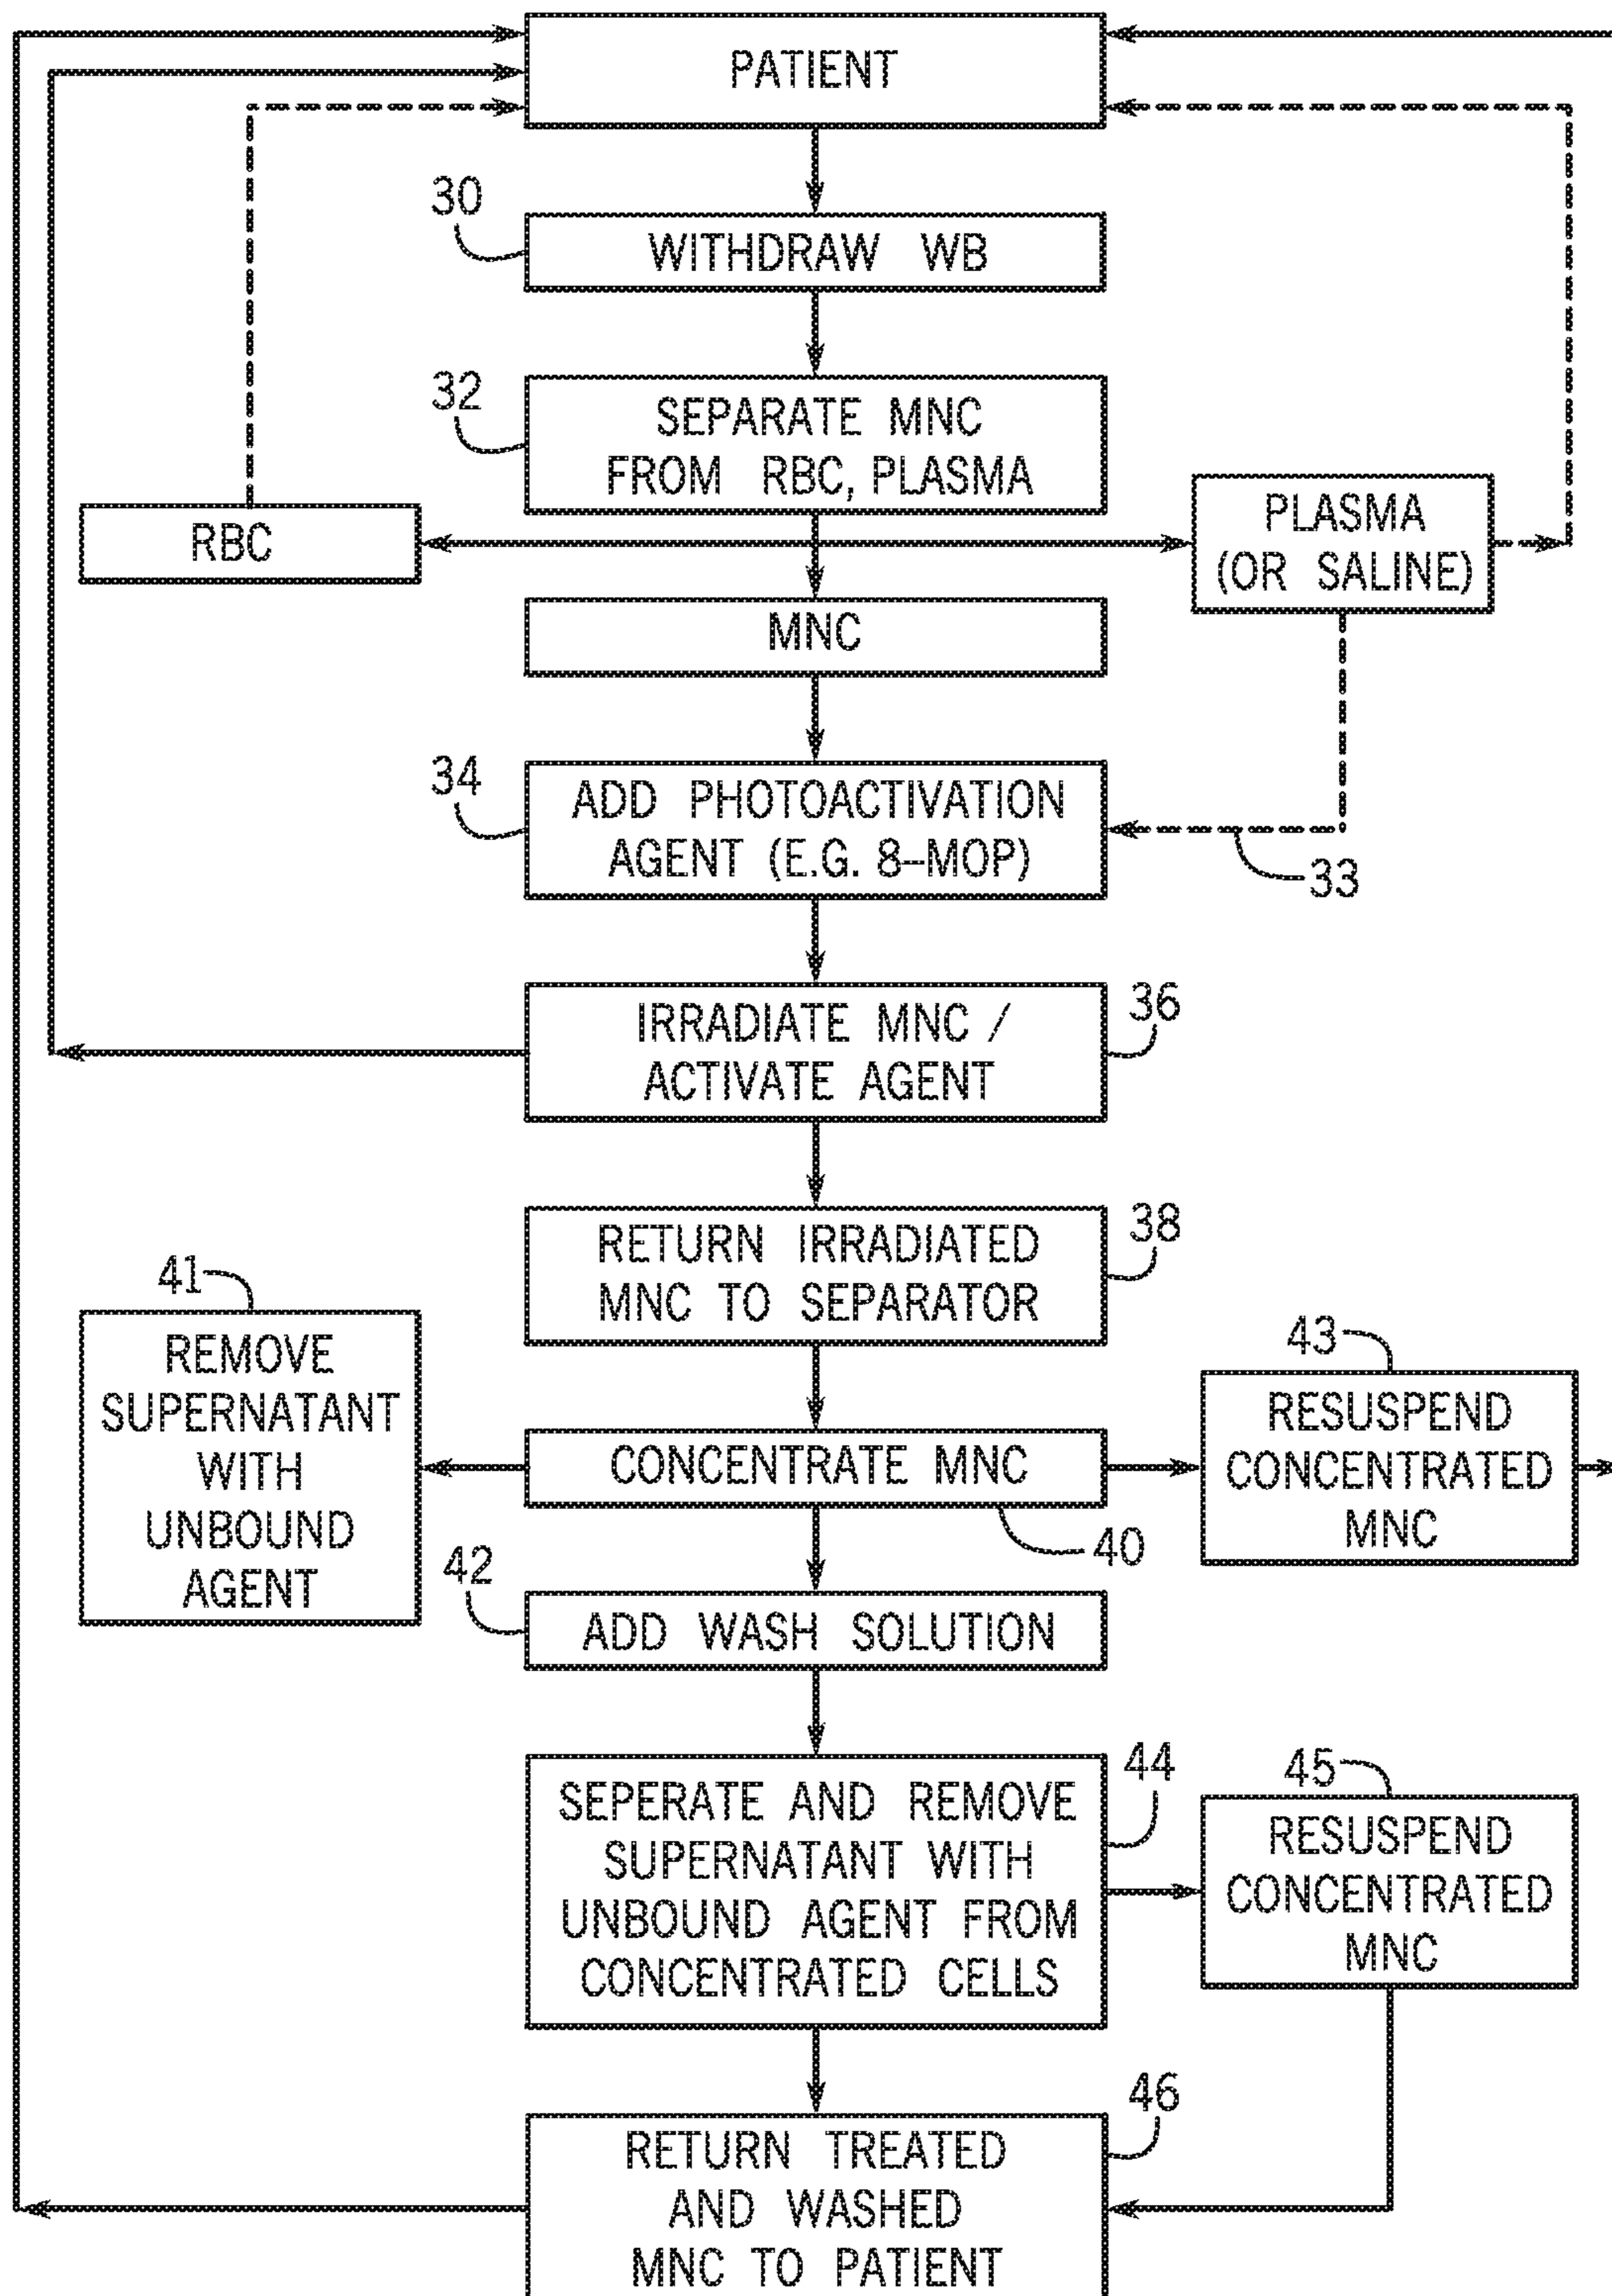 PATIENT
30
WITHDRAW WB
32
SEPARATE MNC
FROM RBC, PLASMA
RBC
PLASMA
(OR SALINE)
MNC
34
ADD PHOTOACTIVATION
AGENT (E.G. 8–MOP)
33
IRRADIATE MNC /
ACTIVATE AGENT
36
RETURN IRRADIATED
MNC TO SEPARATOR
38
41
REMOVE
SUPERNATANT
WITH
UNBOUND
AGENT
CONCENTRATE MNC
40
43
RESUSPEND
CONCENTRATED
MNC
42
ADD WASH SOLUTION
SEPERATE AND REMOVE
SUPERNATANT WITH
UNBOUND AGENT FROM
CONCENTRATED CELLS
44
45
RESUSPEND
CONCENTRATED
MNC
46
RETURN TREATED
AND WASHED
MNC TO PATIENT